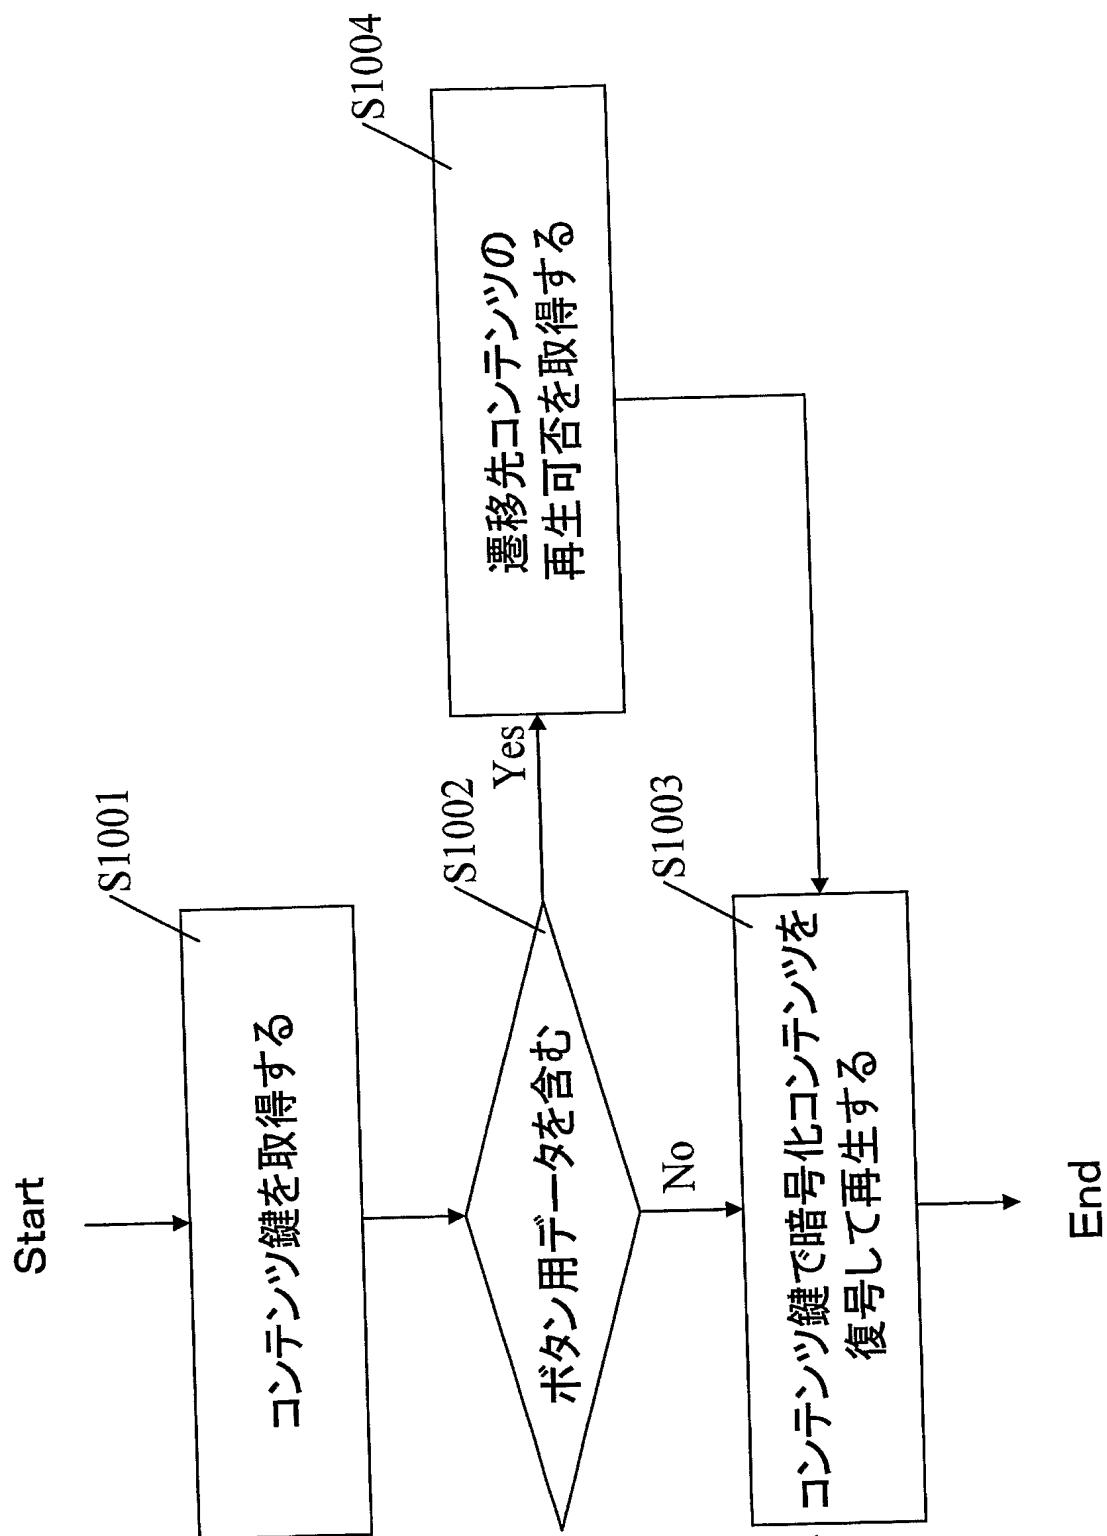 Start
S1001
コンテンツ鍵を取得する
S1002
ボタン用データを含む
Yes
S1004
遷移先コンテンツの
再生可否を取得する
No
S1003
コンテンツ鍵で暗号化コンテンツを
復号して再生する
End